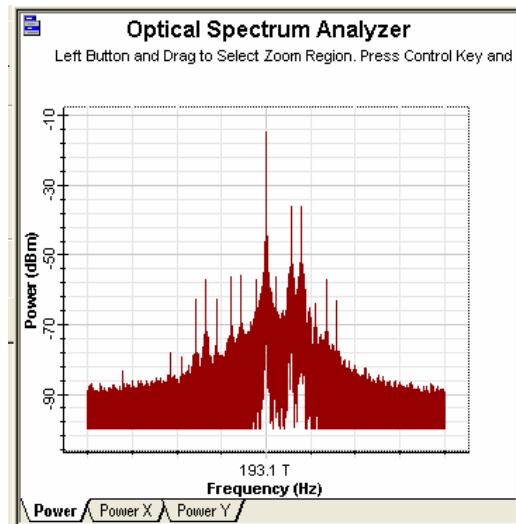 Optical Spectrum Analyzer
Left Button and Drag to Select Zoom Region. Press Control Key and
Power (dBm)
-10
-30
-50
-70
-90
193.1 T
Frequency (Hz)
Power
Power X
Power Y